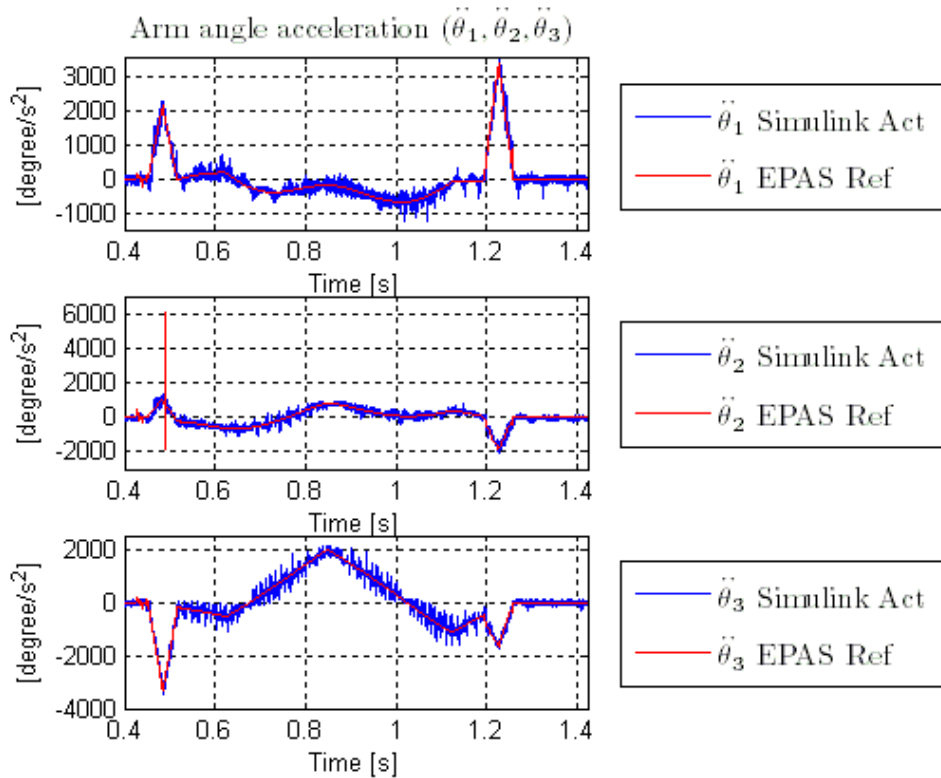 Arm angle acceleration (θ̈₁, θ̈₂, θ̈₃)
[degree/s²]
3000
2000
1000
0
-1000
0.4 0.6 0.8 1 1.2 1.4
Time [s]
θ̈₁ Simulink Act
θ̈₁ EPAS Ref
[degree/s²]
6000
4000
2000
0
-2000
0.4 0.6 0.8 1 1.2 1.4
Time [s]
θ̈₂ Simulink Act
θ̈₂ EPAS Ref
[degree/s²]
2000
0
-2000
-4000
0.4 0.6 0.8 1 1.2 1.4
Time [s]
θ̈₃ Simulink Act
θ̈₃ EPAS Ref